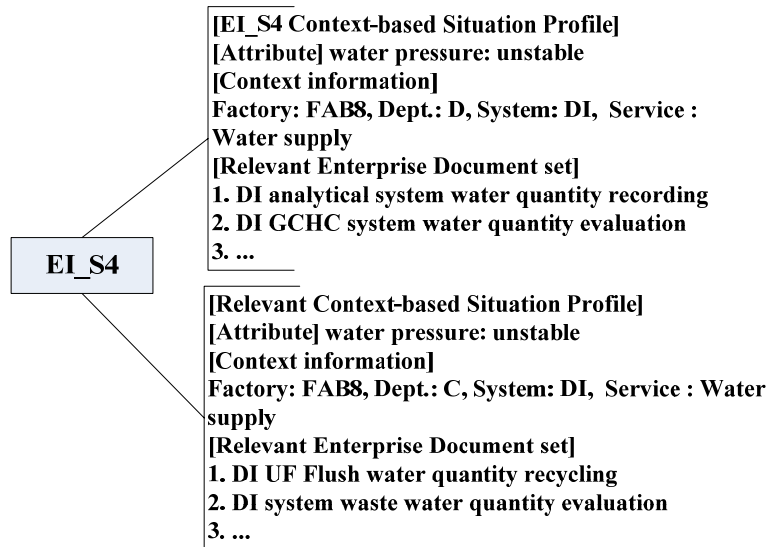 [EI_S4 Context-based Situation Profile]
[Attribute] water pressure: unstable
[Context information]
Factory: FAB8, Dept.: D, System: DI,  Service :
Water supply
[Relevant Enterprise Document set]
1. DI analytical system water quantity recording
2. DI GCHC system water quantity evaluation
3. ...
EI_S4
[Relevant Context-based Situation Profile]
[Attribute] water pressure: unstable
[Context information]
Factory: FAB8, Dept.: C, System: DI,  Service : Water
supply
[Relevant Enterprise Document set]
1. DI UF Flush water quantity recycling
2. DI system waste water quantity evaluation
3. ...